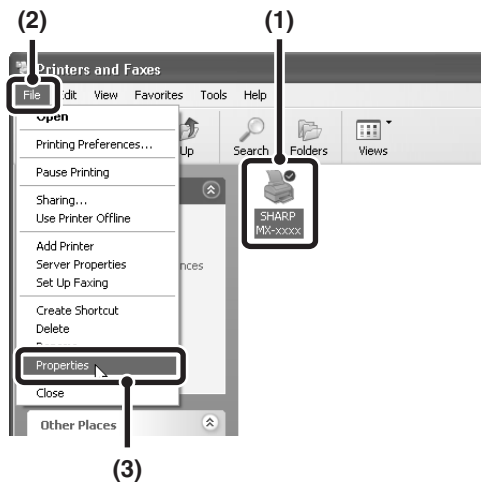 (2) (1)
Printers and Faxes
File Edit View Favorites Tools Help
Open
Up Search Folders Views
Printing Preferences...
Pause Printing
Sharing...
Use Printer Offline
SHARP
MX-xxxx
Add Printer
Server Properties
Set Up Faxing
Create Shortcut
Delete
Properties
Close
Other Places
(3)